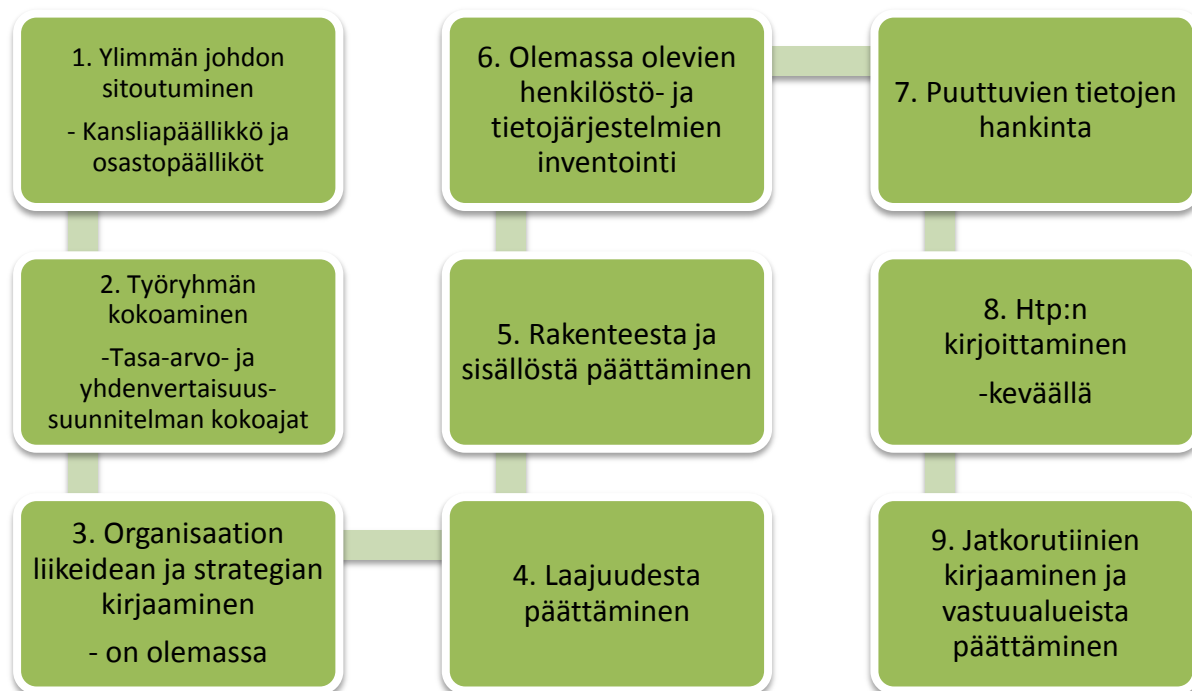 1. Ylimmän johdon
sitoutuminen
- Kansliapäällikkö ja
osastopäälliköt
2. Työryhmän
kokoaminen
-Tasa-arvo- ja
yhdenvertaisuus-
suunnitelman kokoajat
3. Organisaation
liikeidean ja strategian
kirjaaminen
- on olemassa
4. Laajuudesta
päättäminen
5. Rakenteesta ja
sisällöstä päättäminen
6. Olemassa olevien
henkilöstö- ja
tietojärjestelmien
inventointi
7. Puuttuvien tietojen
hankinta
8. Htp:n
kirjoittaminen
-keväällä
9. Jatkorutiinien
kirjaaminen ja
vastuualueista
päättäminen